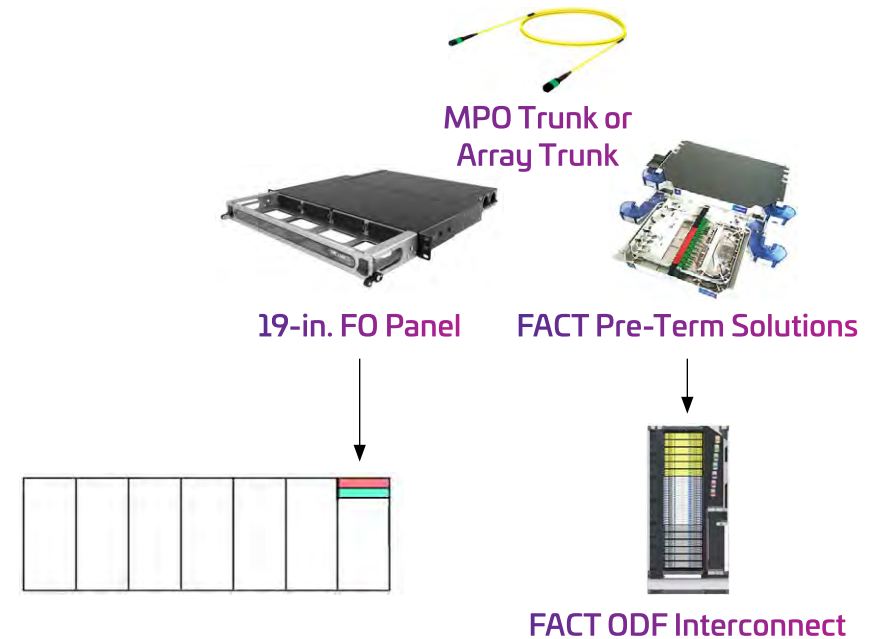 MPO Trunk or
Array Trunk
19-in. FO Panel
FACT Pre-Term Solutions
FACT ODF Interconnect